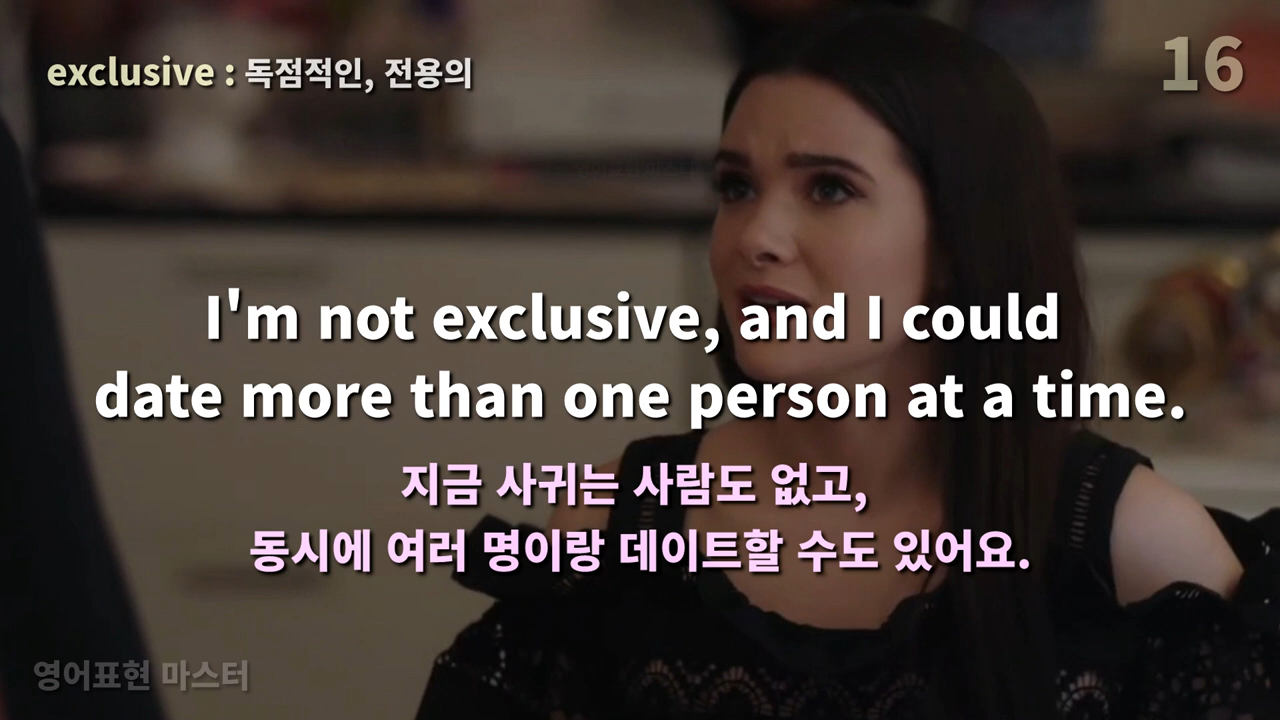 exclusive : 독점적인, 전용의
16
I'm not exclusive, and I could
date more than one person at a time.
지금 사귀는 사람도 없고,
동시에 여러 명이랑 데이트할 수도 있어요.
영어표현 마스터